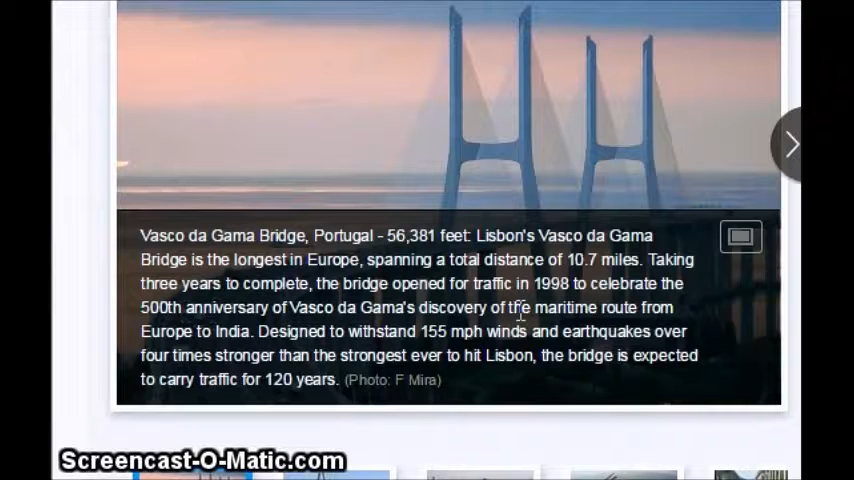 Vasco da Gama Bridge, Portugal - 56,381 feet: Lisbon's Vasco da Gama
Bridge is the longest in Europe, spanning a total distance of 10.7 miles. Taking
three years to complete, the bridge opened for traffic in 1998 to celebrate the
500th anniversary of Vasco da Gama's discovery of the maritime route from
Europe to India. Designed to withstand 155 mph winds and earthquakes over
four times stronger than the strongest ever to hit Lisbon, the bridge is expected
to carry traffic for 120 years. (Photo: F Mira)
Screencast-O-Matic.com